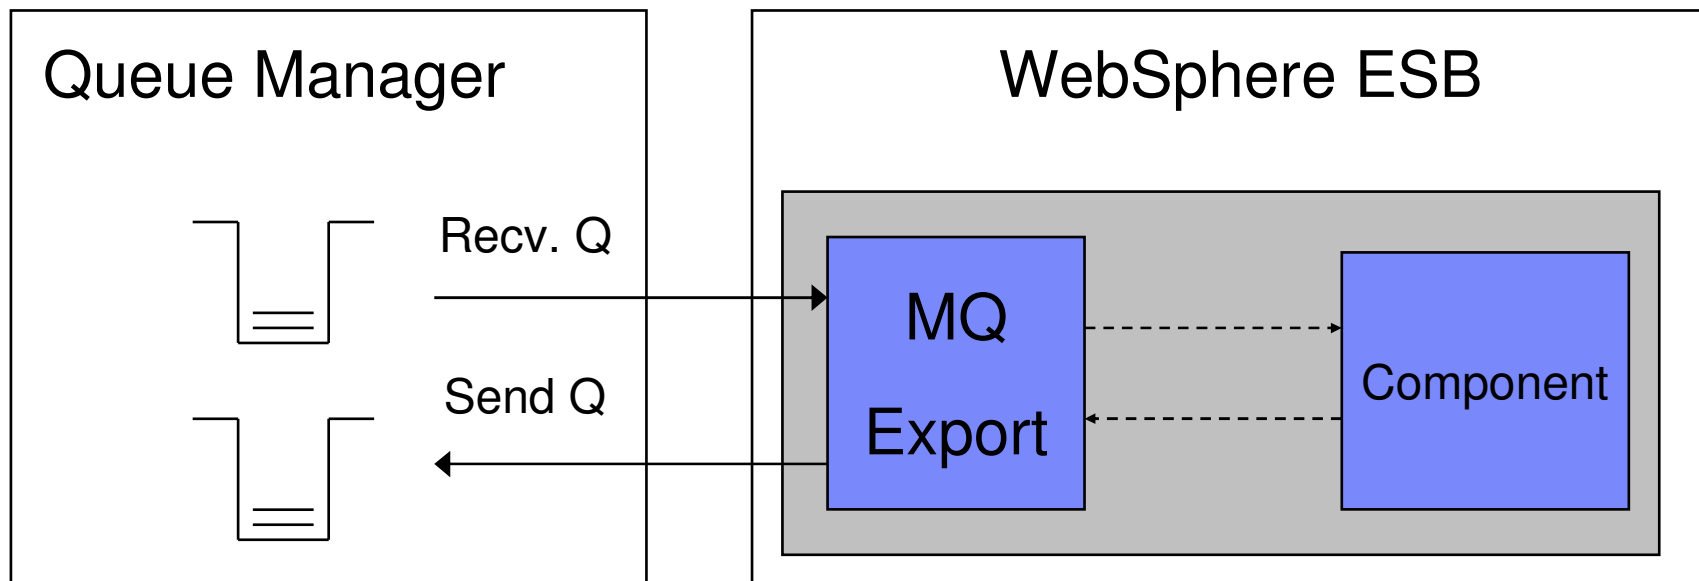 Queue Manager
WebSphere ESB
Recv. Q
MQ
Export
Component
Send Q